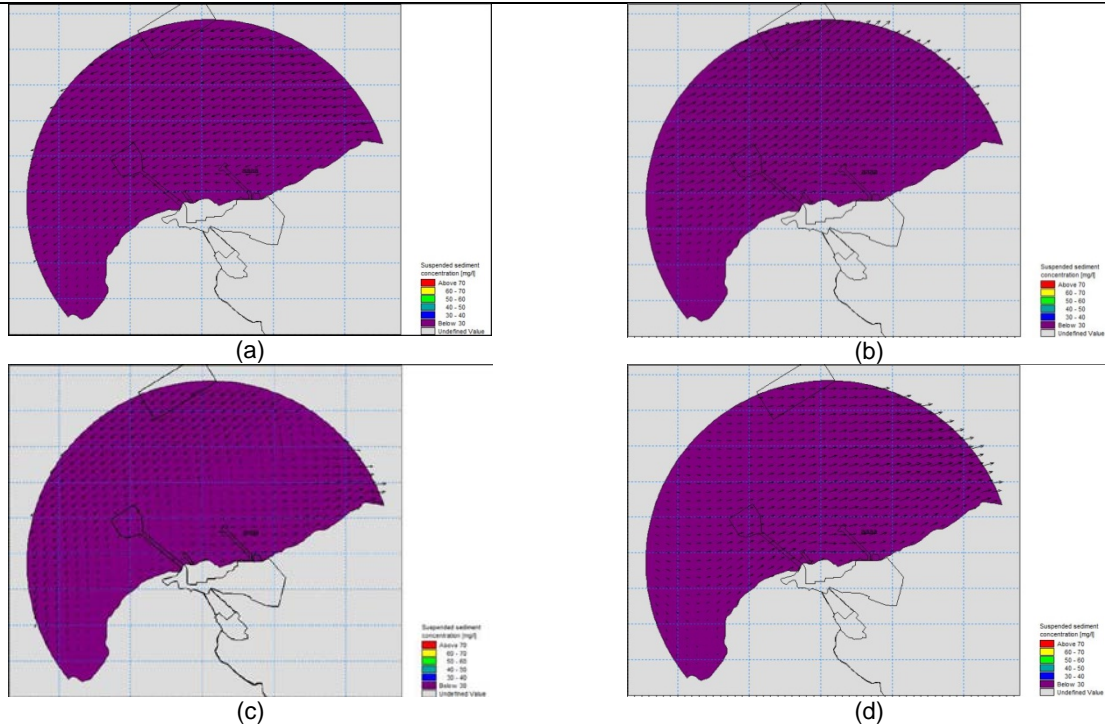 Suspended sediment
concentration [mg/l]
Above 70
60 - 70
50 - 60
40 - 50
30 - 40
Below 30
Undefined Value
(a)
Suspended sediment
concentration [mg/l]
Above 70
60 - 70
50 - 60
40 - 50
30 - 40
Below 30
Undefined Value
(b)
Suspended sediment
concentration [mg/l]
Above 70
60 - 70
50 - 60
40 - 50
30 - 40
Below 30
Undefined Value
(c)
Suspended sediment
concentration [mg/l]
Above 70
60 - 70
50 - 60
40 - 50
30 - 40
Below 30
Undefined Value
(d)